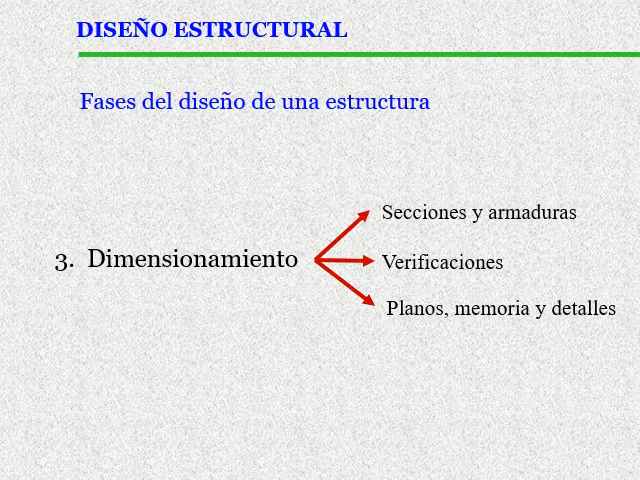 DISEÑO ESTRUCTURAL
Fases del diseño de una estructura
Secciones y armaduras
3. Dimensionamiento
Verificaciones
Planos, memoria y detalles